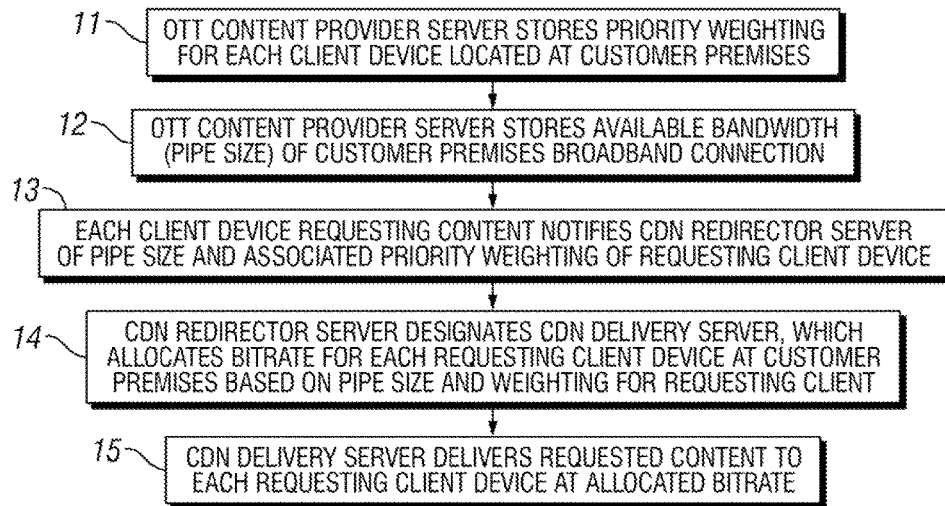 11
OTT CONTENT PROVIDER SERVER STORES PRIORITY WEIGHTING
FOR EACH CLIENT DEVICE LOCATED AT CUSTOMER PREMISES
12
OTT CONTENT PROVIDER SERVER STORES AVAILABLE BANDWIDTH
(PIPE SIZE) OF CUSTOMER PREMISES BROADBAND CONNECTION
13
EACH CLIENT DEVICE REQUESTING CONTENT NOTIFIES CDN REDIRECTOR SERVER
OF PIPE SIZE AND ASSOCIATED PRIORITY WEIGHTING OF REQUESTING CLIENT DEVICE
14
CDN REDIRECTOR SERVER DESIGNATES CDN DELIVERY SERVER, WHICH
ALLOCATES BITRATE FOR EACH REQUESTING CLIENT DEVICE AT CUSTOMER
PREMISES BASED ON PIPE SIZE AND WEIGHTING FOR REQUESTING CLIENT
15
CDN DELIVERY SERVER DELIVERS REQUESTED CONTENT TO
EACH REQUESTING CLIENT DEVICE AT ALLOCATED BITRATE